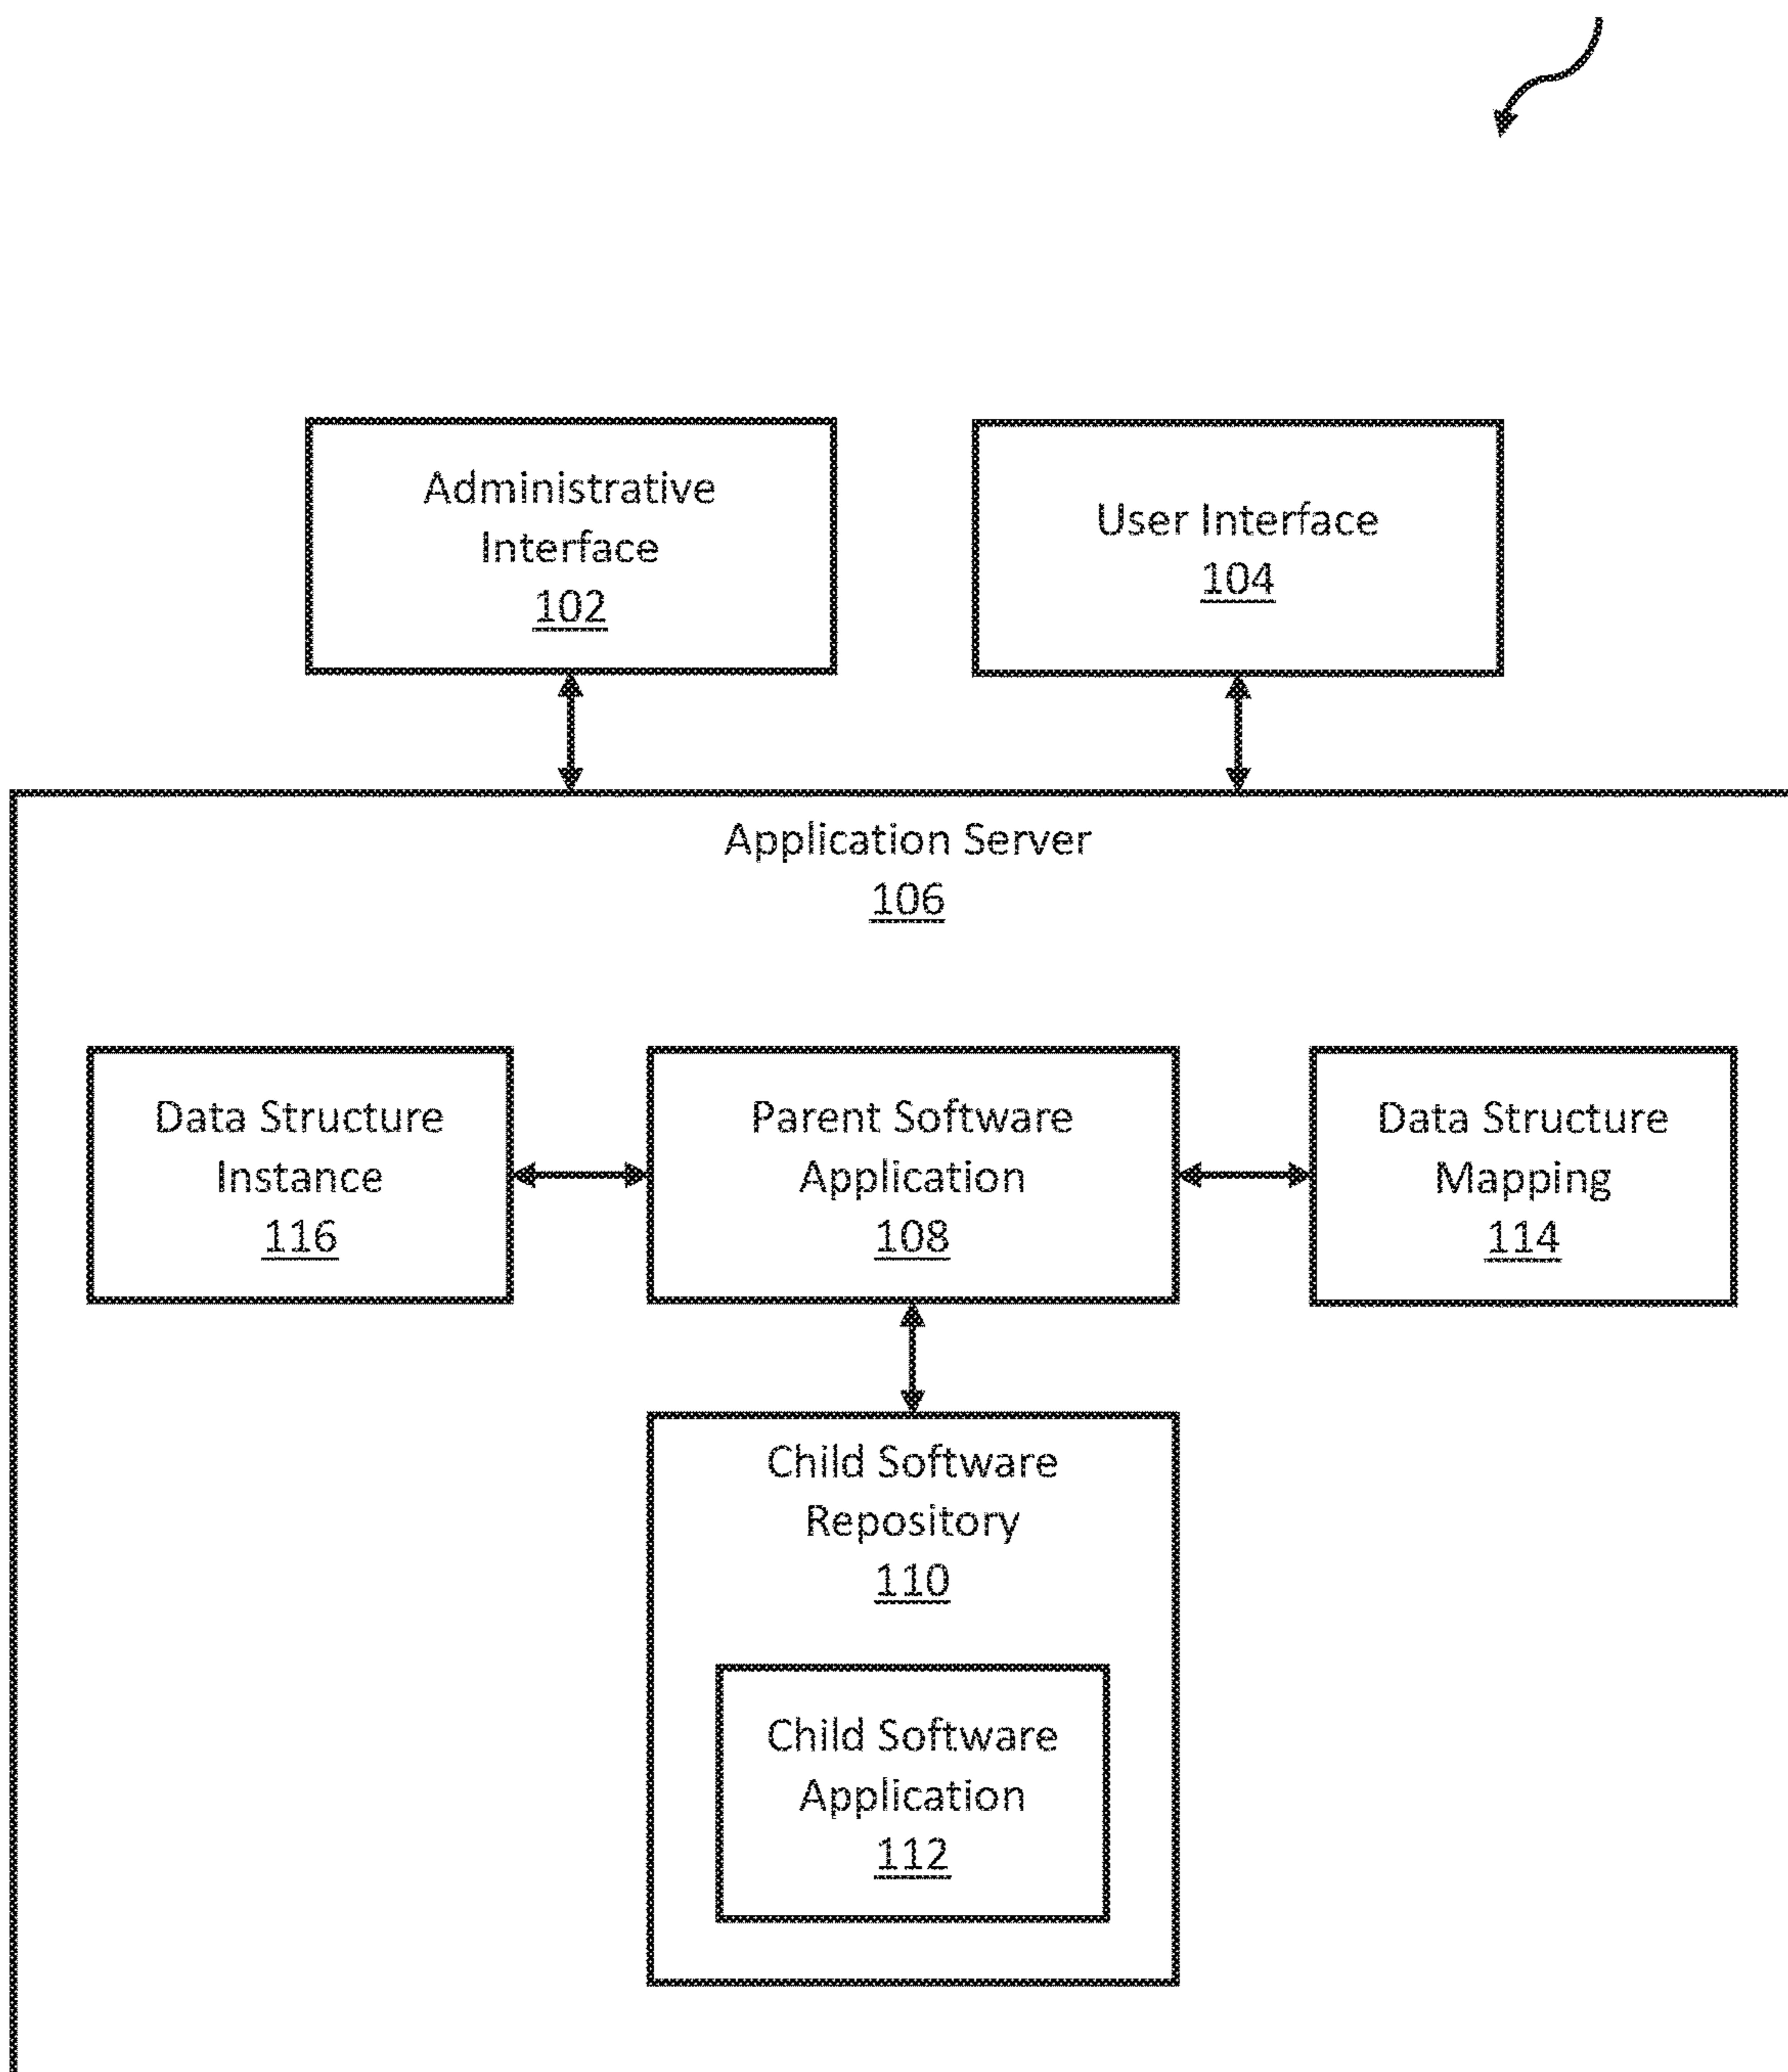 Administrative
Interface
102
User Interface
104
Application Server
106
Data Structure
Instance
116
Parent Software
Application
108
Data Structure
Mapping
114
Child Software
Repository
110
Child Software
Application
112